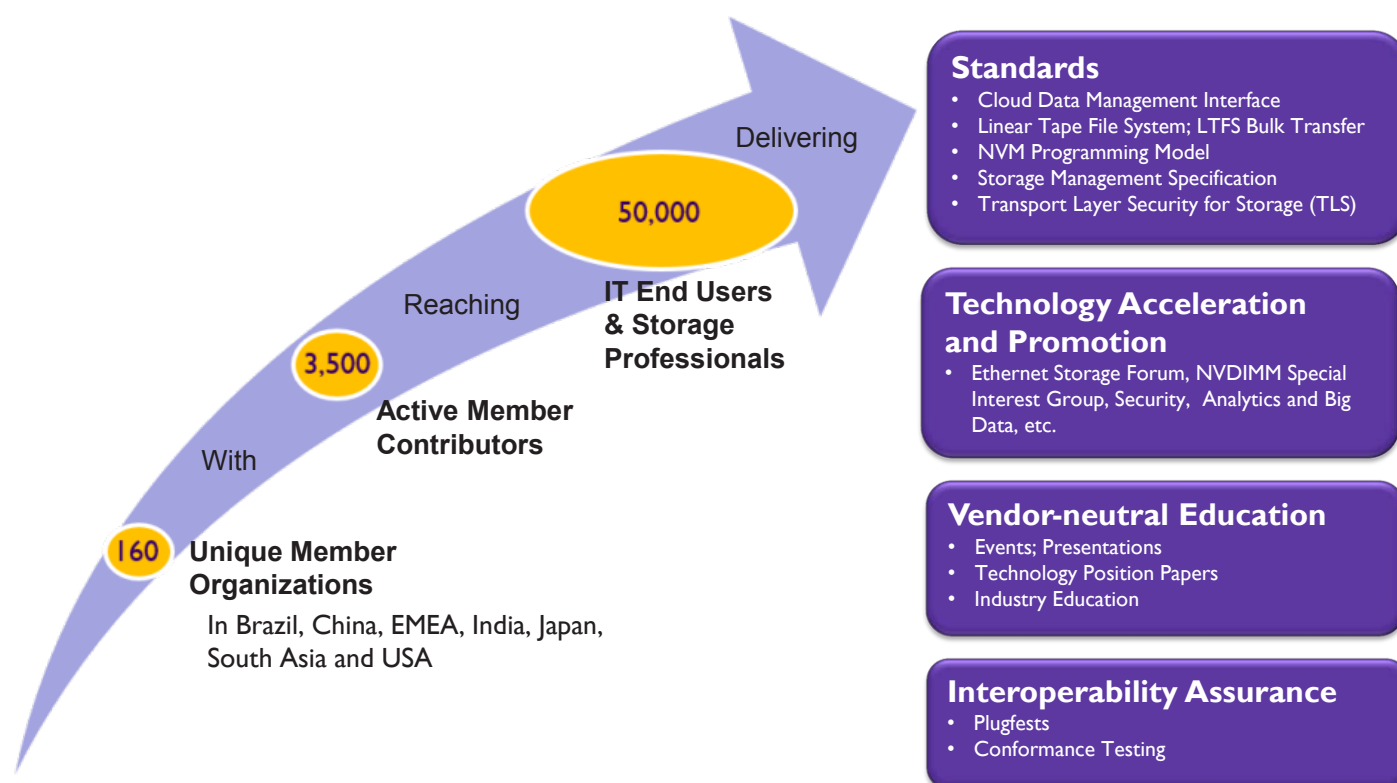 160
Unique Member
Organizations
In Brazil, China, EMEA, India, Japan,
South Asia and USA
With
3,500
Active Member
Contributors
Reaching
50,000
IT End Users
& Storage
Professionals
Delivering
Standards
• Cloud Data Management Interface
• Linear Tape File System; LTFS Bulk Transfer
• NVM Programming Model
• Storage Management Specification
• Transport Layer Security for Storage (TLS)
Technology Acceleration
and Promotion
• Ethernet Storage Forum, NVDIMM Special
Interest Group, Security, Analytics and Big
Data, etc.
Vendor-neutral Education
• Events; Presentations
• Technology Position Papers
• Industry Education
Interoperability Assurance
• Plugfests
• Conformance Testing